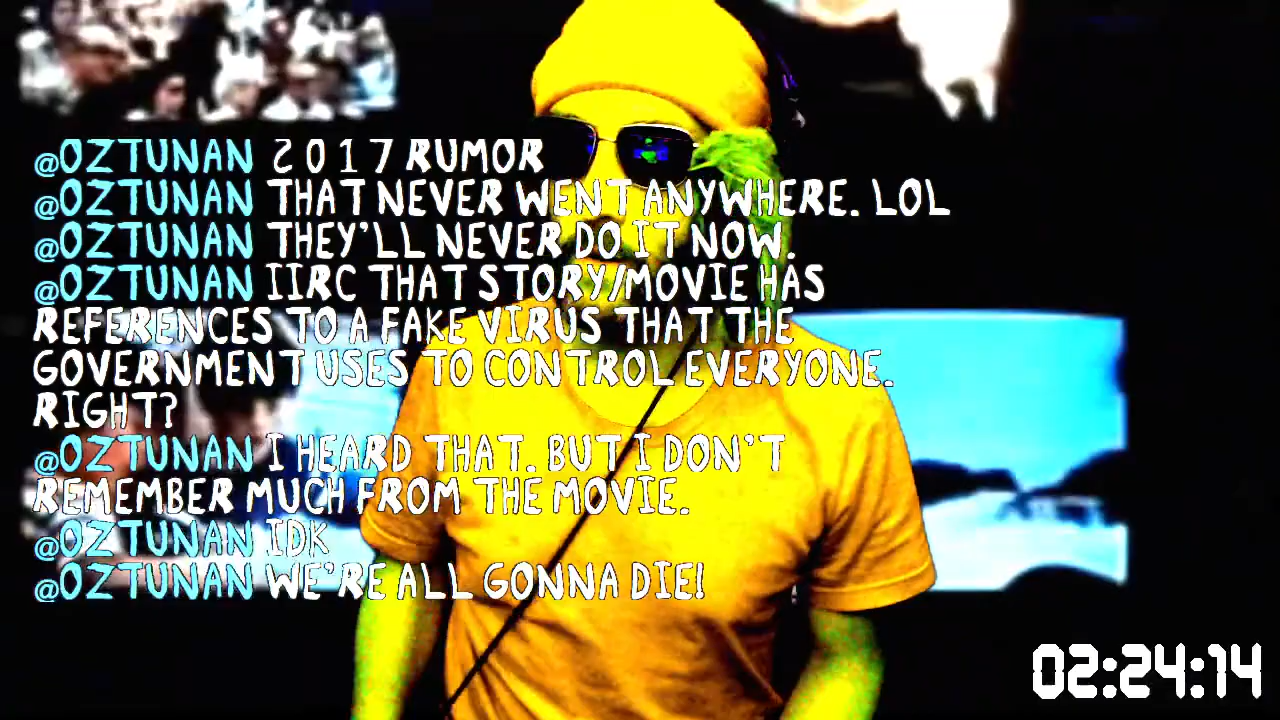 @OZTUNAN 2017 RUMOR
@OZTUNAN THAT NEVER WENT ANYWHERE. LOL
@OZTUNAN THEY'LL NEVER DO IT NOW.
@OZTUNAN IIRC THAT STORY/MOVIE HAS
REFERENCES TO A FAKE VIRUS THAT THE
GOVERNMENT USES TO CONTROL EVERYONE.
RIGHT?
@OZTUNAN I HEARD THAT. BUT I DON'T
REMEMBER MUCH FROM THE MOVIE.
@OZTUNAN IDK
@OZTUNAN WE'RE ALL GONNA DIE!
02:24:14